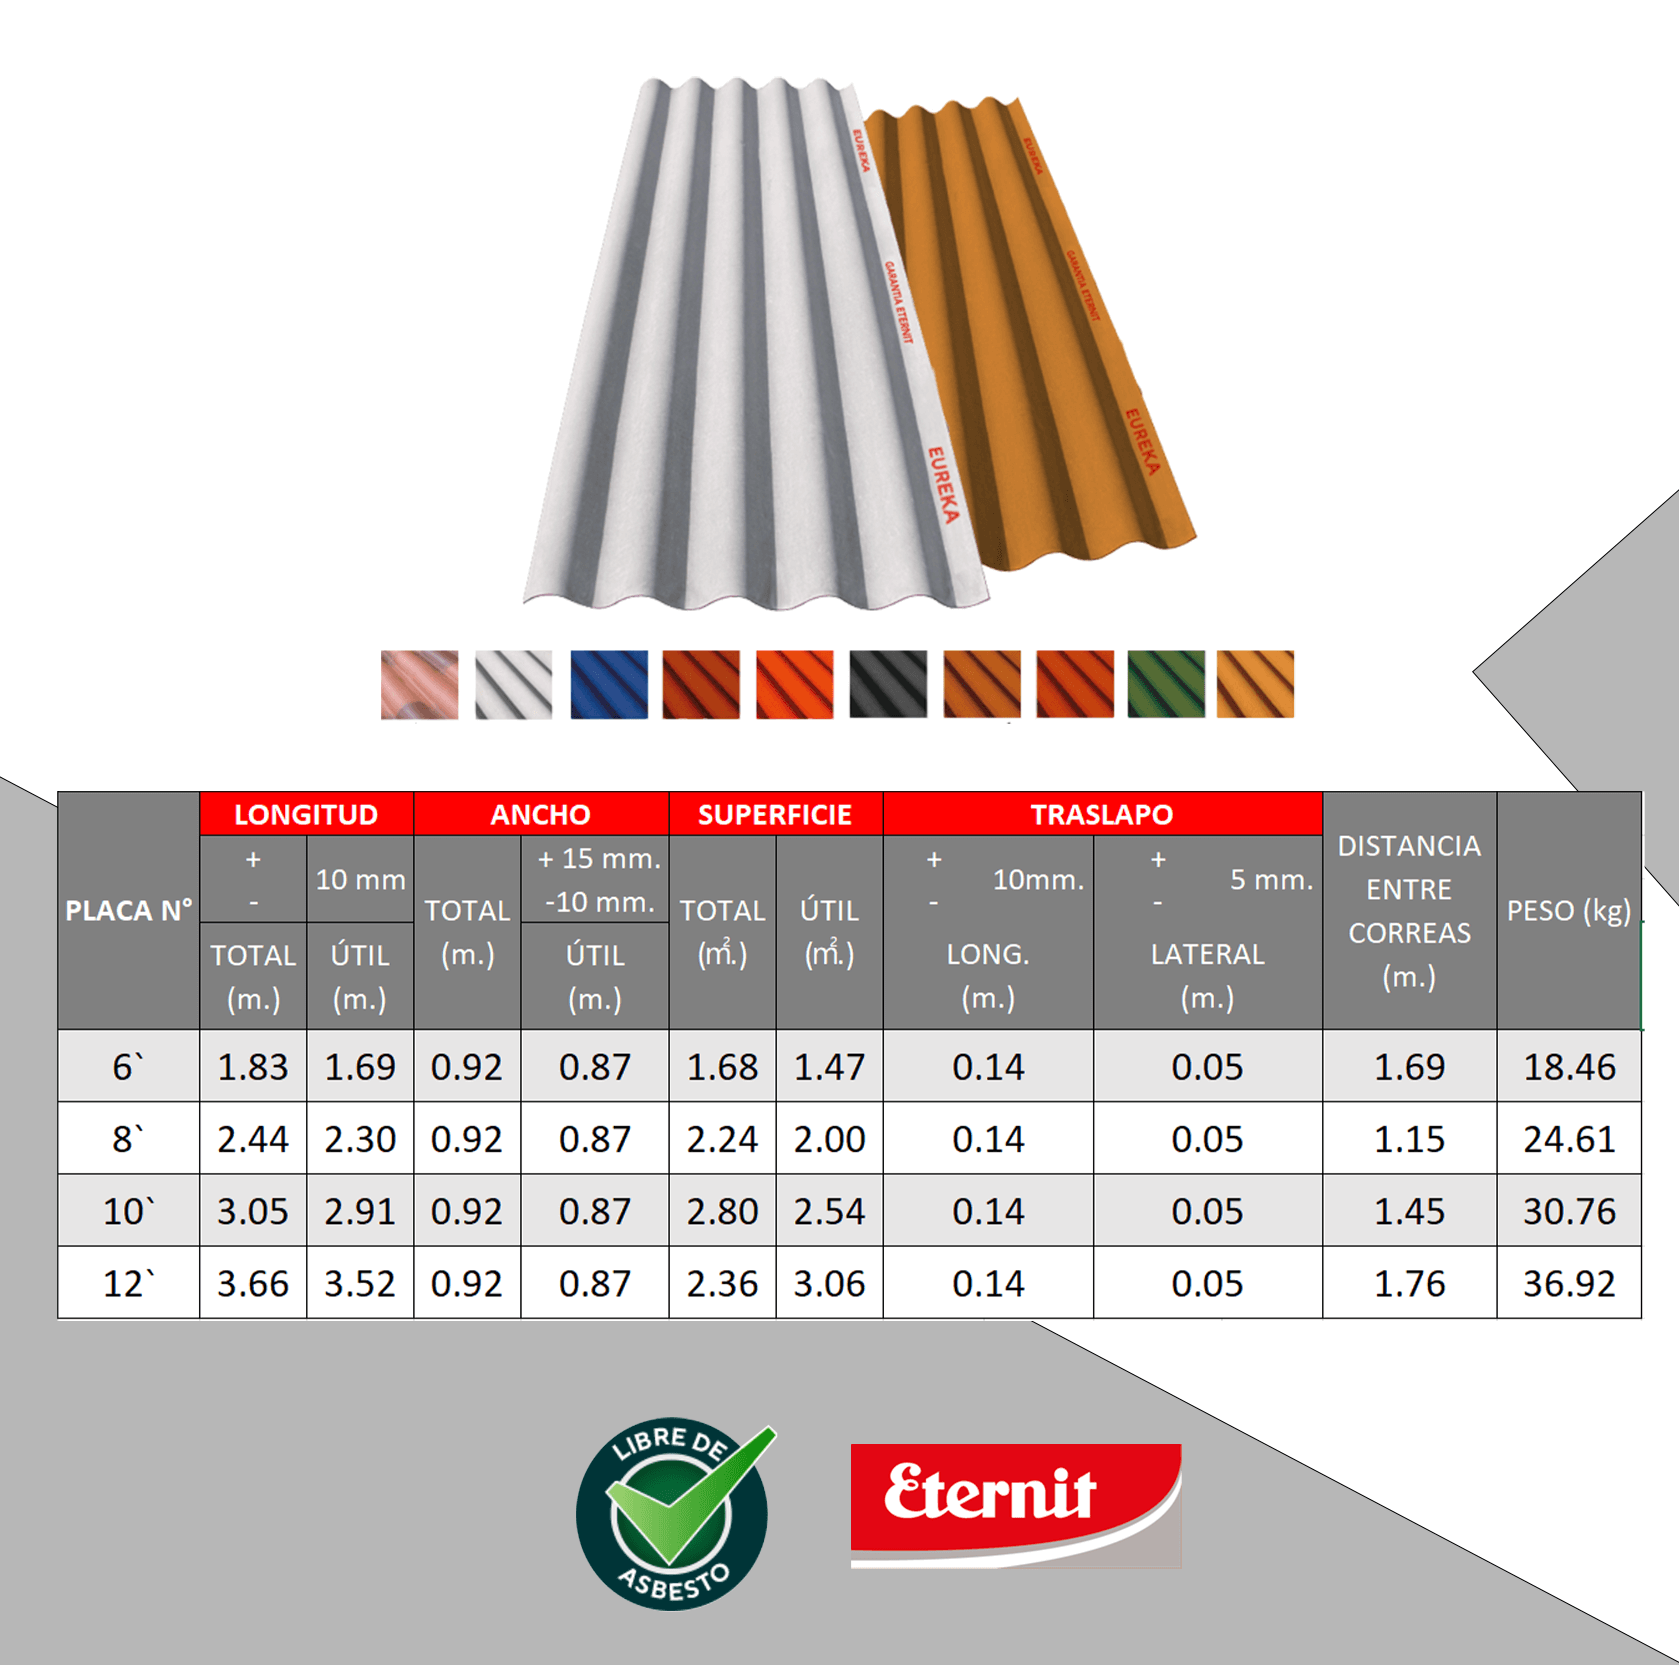 EUREKA
GARANTIA ETERNIT
EUREKA
EUREKA
GARANTIA ETERNIT
EUREKA
PLACA N° LONGITUD ANCHO SUPERFICIE TRASLAPO DISTANCIA ENTRE CORREAS (m.) PESO (kg)
+ - 10 mm TOTAL (m.) + 15 mm. -10 mm. TOTAL (m².) ÚTIL (m².) + - 10mm. + - 5 mm.
TOTAL (m.) ÚTIL (m.) ÚTIL (m.) LONG. (m.) LATERAL (m.)
6` 1.83 1.69 0.92 0.87 1.68 1.47 0.14 0.05 1.69 18.46
8` 2.44 2.30 0.92 0.87 2.24 2.00 0.14 0.05 1.15 24.61
10` 3.05 2.91 0.92 0.87 2.80 2.54 0.14 0.05 1.45 30.76
12` 3.66 3.52 0.92 0.87 2.36 3.06 0.14 0.05 1.76 36.92
LIBRE DE
ASBESTO
Eternit